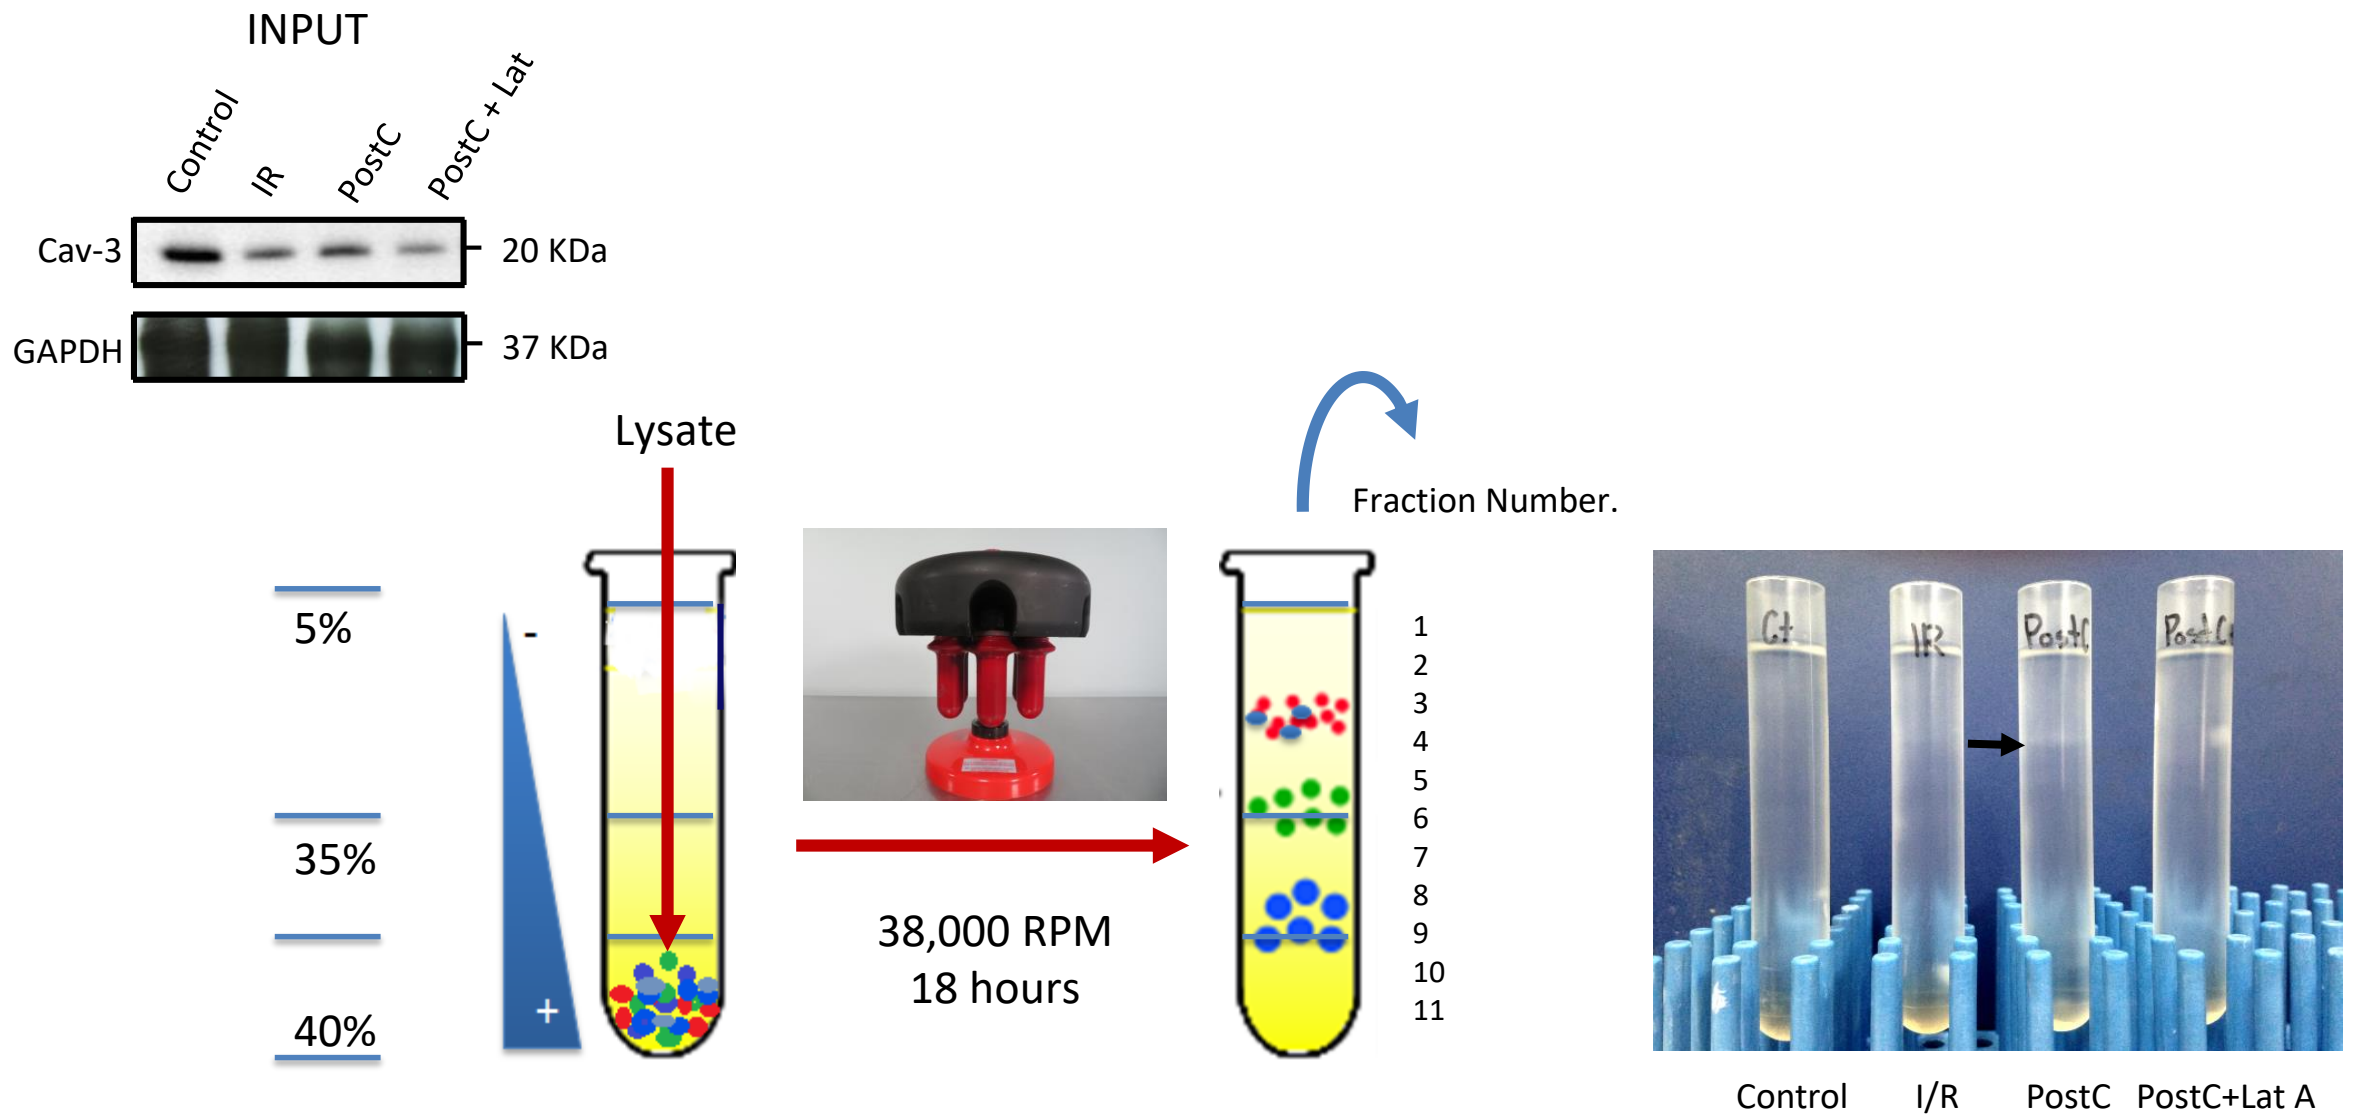 INPUT
Control
IR
PostC
PostC + Lat
Cav-3
20 KDa
GAPDH
37 KDa
Lysate
Fraction Number.
5%
35%
40%
-
+
38,000 RPM
18 hours
1
2
3
4
5
6
7
8
9
10
11
Ct
IR
PostC
Control
I/R
PostC
PostC+Lat A